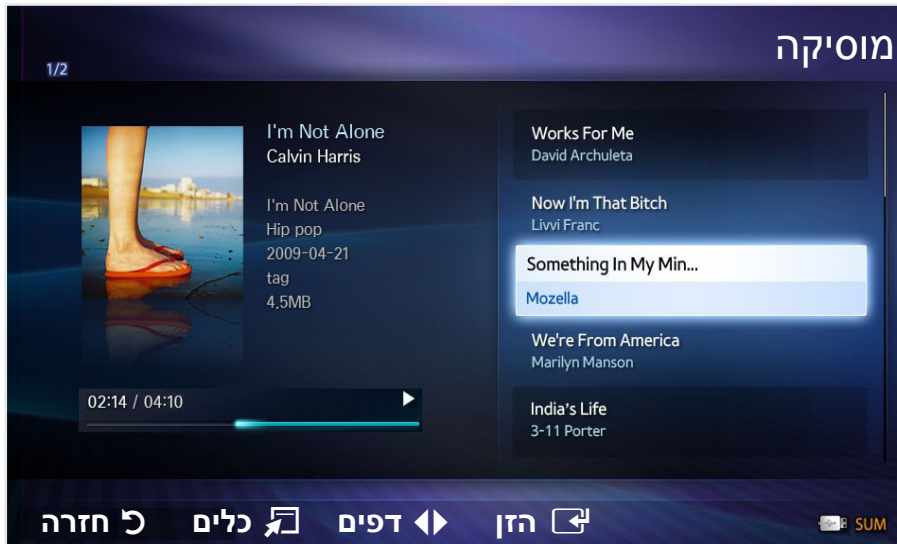 מוסיקה
1/2
I'm Not Alone
Calvin Harris
I'm Not Alone
Hip pop
2009-04-21
tag
4.5MB
02:14 / 04:10
Works For Me
David Archuleta
Now I'm That Bitch
Livvi Franc
Something In My Min...
Mozella
We're From America
Marilyn Manson
India's Life
3-11 Porter
הזן דפים כלים חזרה
SUM